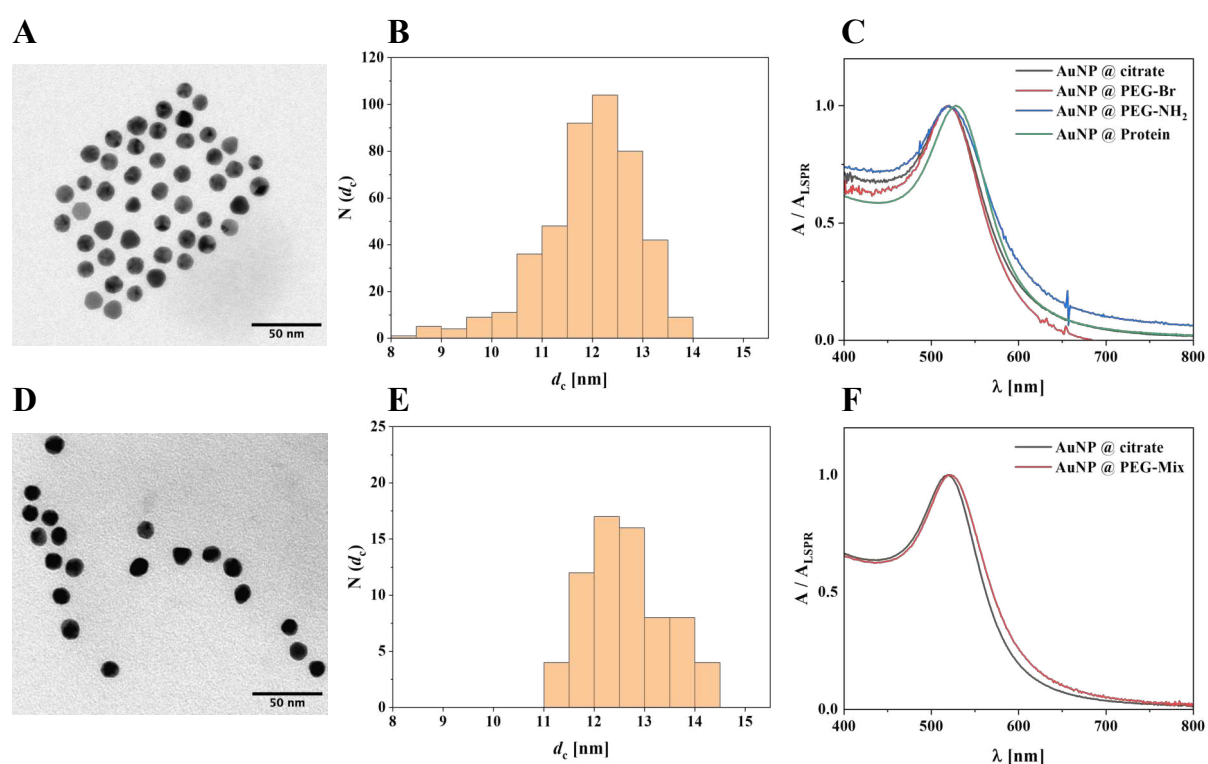 A
50 nm
B
120
100
80
60
40
20
0
N (dc)
8 9 10 11 12 13 14 15
dc [nm]
C
AuNP @ citrate
AuNP @ PEG-Br
AuNP @ PEG-NH₂
AuNP @ Protein
1.0
0.5
0.0
A / A_LSPR
400 500 600 700 800
λ [nm]
D
50 nm
E
25
20
15
10
5
0
N (dc)
8 9 10 11 12 13 14 15
dc [nm]
F
AuNP @ citrate
AuNP @ PEG-Mix
1.0
0.5
0.0
A / A_LSPR
400 500 600 700 800
λ [nm]